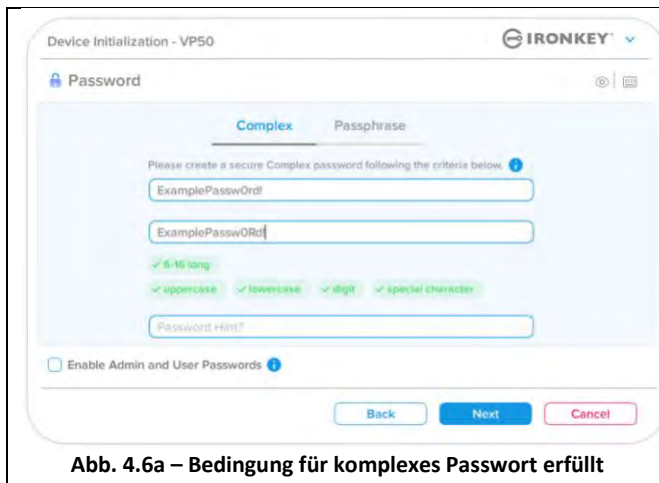 Device Initialization - VP50
IRONKEY
Password
Complex Passphrase
Please create a secure Complex password following the criteria below.
ExamplePassw0rd!
ExamplePassw0Rd!
✓ 6-16 long
✓ uppercase ✓ lowercase ✓ digit ✓ special character
Password Hint?
Enable Admin and User Passwords
Back Next Cancel
Abb. 4.6a – Bedingung für komplexes Passwort erfüllt